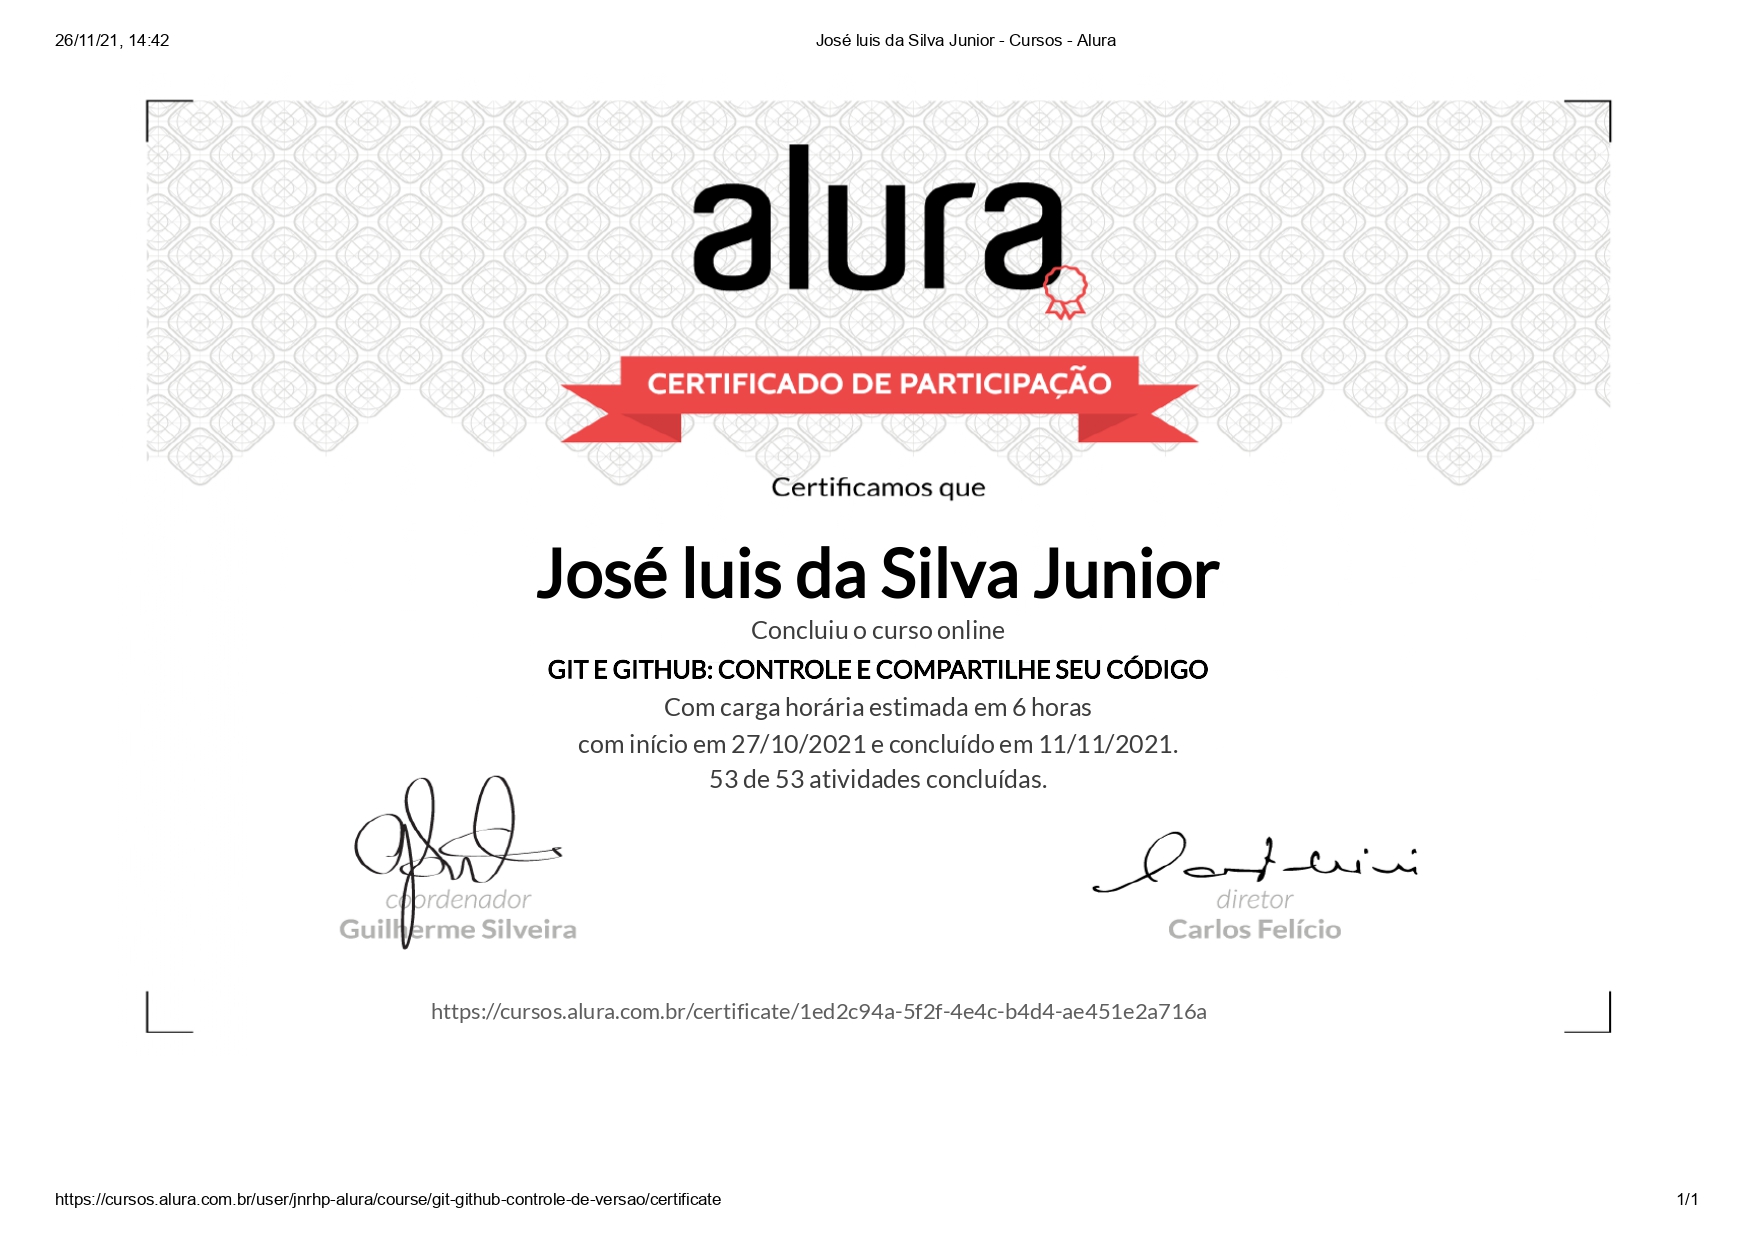 26/11/21, 14:42
José luis da Silva Junior - Cursos - Alura
alura
CERTIFICADO DE PARTICIPAÇÃO
Certificamos que
José luis da Silva Junior
Concluiu o curso online
GIT E GITHUB: CONTROLE E COMPARTILHE SEU CÓDIGO
Com carga horária estimada em 6 horas
com início em 27/10/2021 e concluído em 11/11/2021.
53 de 53 atividades concluídas.
coordenador
Guilherme Silveira
diretor
Carlos Felício
https://cursos.alura.com.br/certificate/1ed2c94a-5f2f-4e4c-b4d4-ae451e2a716a
https://cursos.alura.com.br/user/jnrhp-alura/course/git-github-controle-de-versao/certificate
1/1